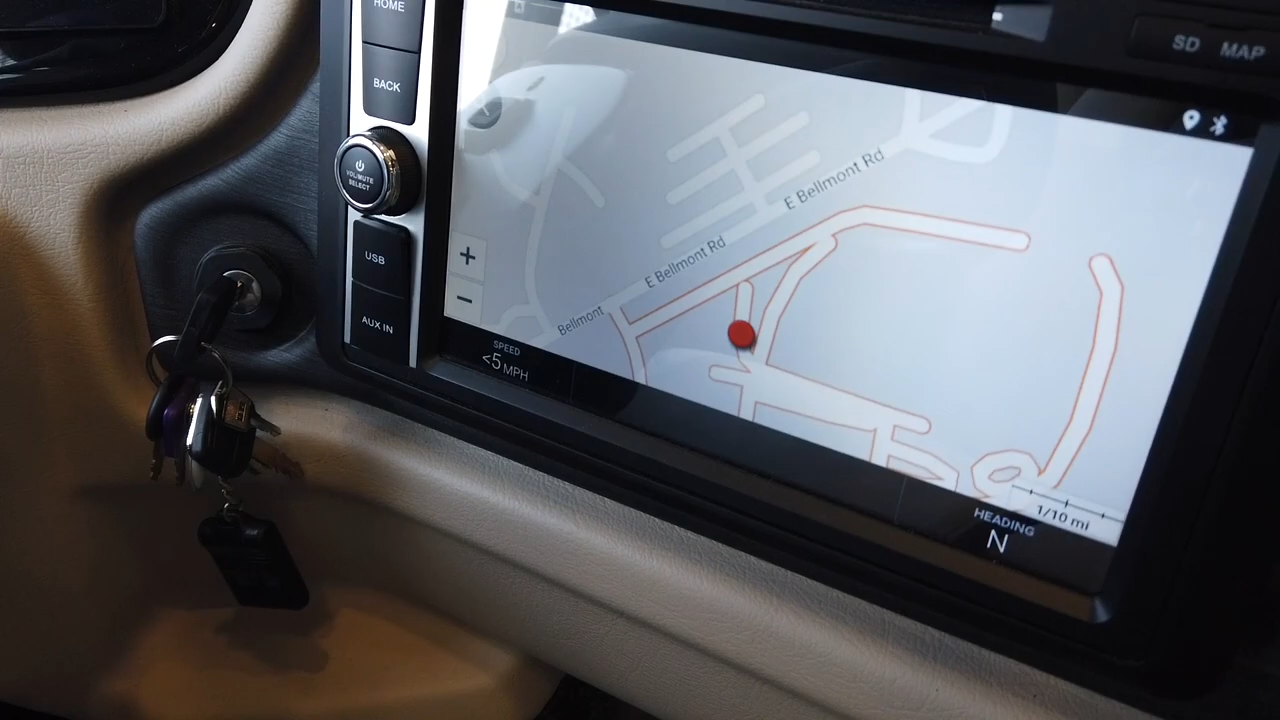 HOME
BACK
VOL/MUTE
SELECT
USB
AUX IN
SD MAP
E Bellmont Rd
E Bellmont Rd
Bellmont
+
−
SPEED
<5 MPH
1/10 mi
HEADING
N